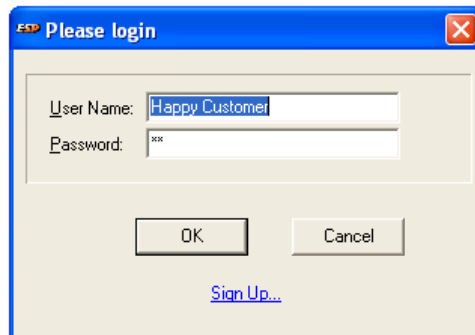 ESP Please login
User Name: Happy Customer
Password: **
OK Cancel
Sign Up...